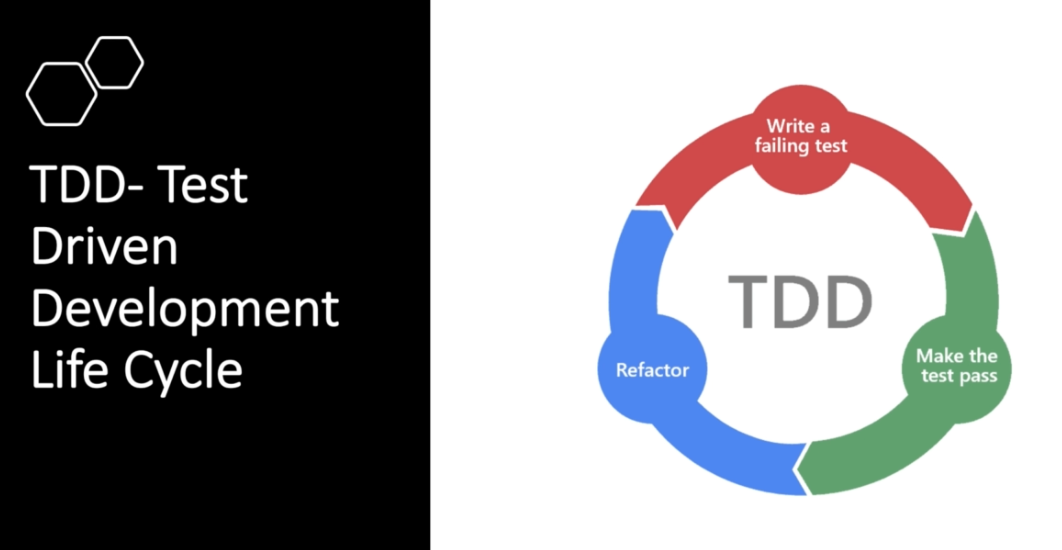 TDD- Test
Driven
Development
Life Cycle
Write a
failing test
TDD
Make the
test pass
Refactor